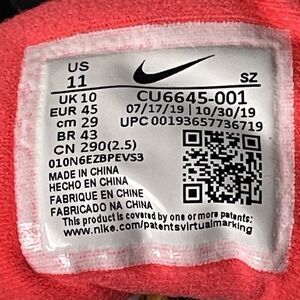 US
11 SZ
UK 10 CU6645-001
EUR 45 07/17/19 | 10/30/19
cm 29 UPC 00193657736719
BR 43
CN 290(2.5)
010N6EZBPEVS3
MADE IN CHINA
HECHO EN CHINA
FABRIQUE EN CHINE
FABRICADO NA CHINA
This product is covered by one or more patents:
www.nike.com/patentsvirtualmarking